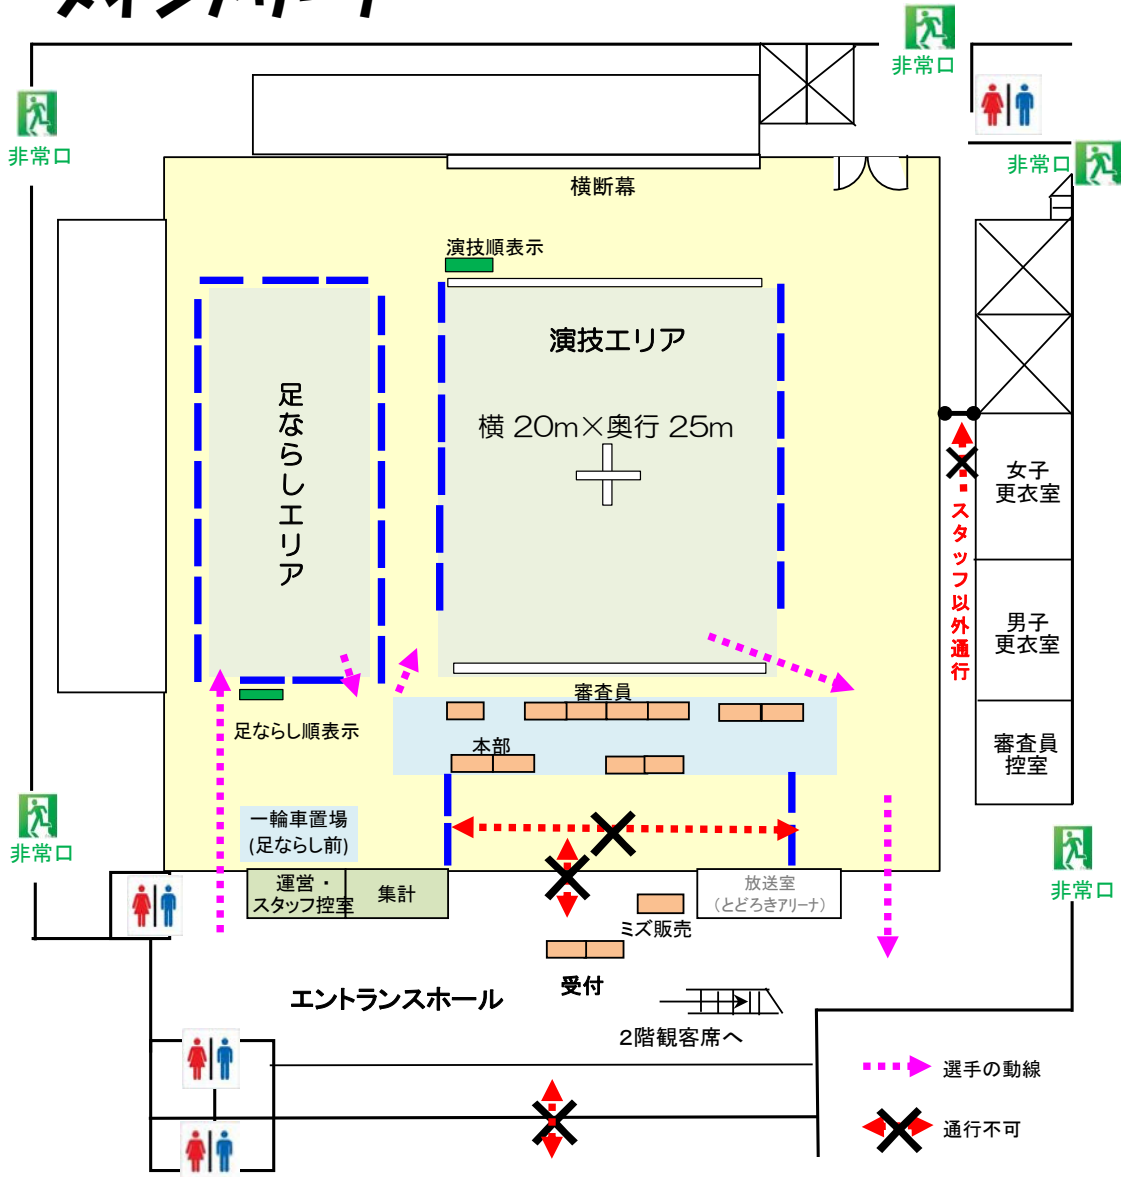 メインアリーナ
非常口
非常口
非常口
横断幕
演技順表示
演技エリア
横 20m×奥行 25m
足ならしエリア
女子
更衣室
スタッフ以外通行
男子
更衣室
審査員
足ならし順表示
本部
審査員
控室
一輪車置場
(足ならし前)
非常口
非常口
運営・
スタッフ控室
集計
放送室
(とどろきアリーナ)
ミズ販売
受付
エントランスホール
2階観客席へ
選手の動線
通行不可